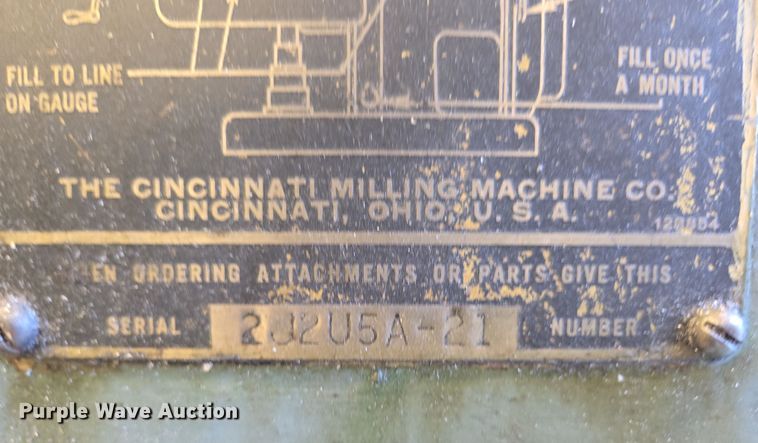 FILL TO LINE
ON GAUGE
FILL ONCE
A MONTH
THE CINCINNATI MILLING MACHINE CO.
CINCINNATI, OHIO, U. S. A.
ORDERING ATTACHMENTS OR PARTS GIVE THIS
SERIAL 2J2U5A-21 NUMBER
Purple Wave Auction